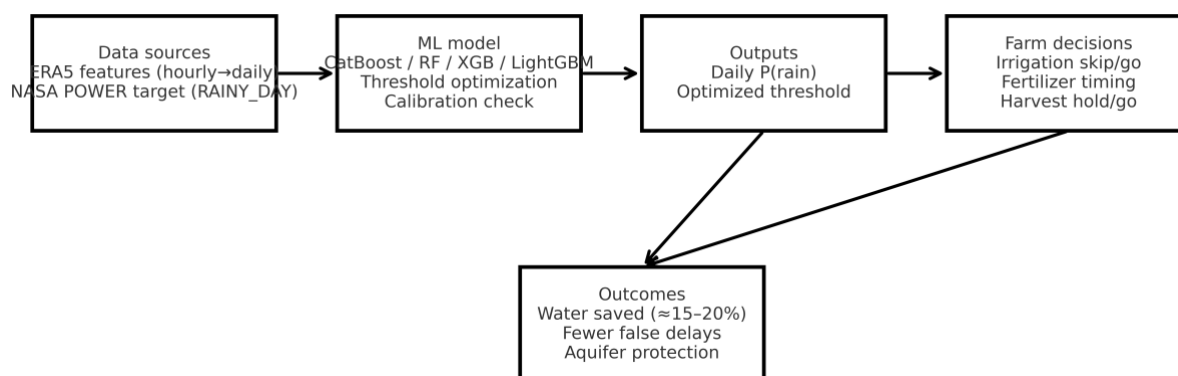 Data sources
ERA5 features (hourly→daily
NASA POWER target (RAINY_DAY)
ML model
CatBoost / RF / XGB / LightGBM
Threshold optimization
Calibration check
Outputs
Daily P(rain)
Optimized threshold
Farm decisions
Irrigation skip/go
Fertilizer timing
Harvest hold/go
Outcomes
Water saved (≈15–20%)
Fewer false delays
Aquifer protection